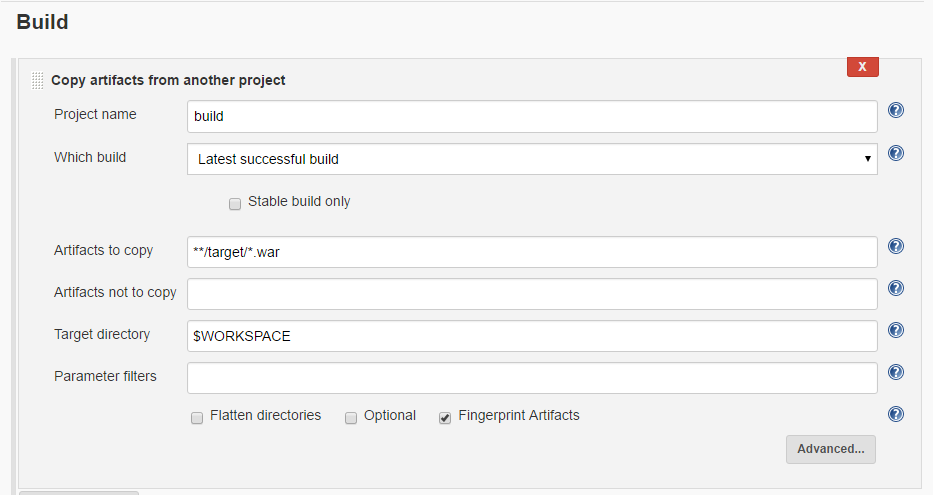 Build
Copy artifacts from another project
X
Project name
build
Which build
Latest successful build
Stable build only
Artifacts to copy
**/target/*.war
Artifacts not to copy
Target directory
$WORKSPACE
Parameter filters
Flatten directories Optional Fingerprint Artifacts
Advanced...